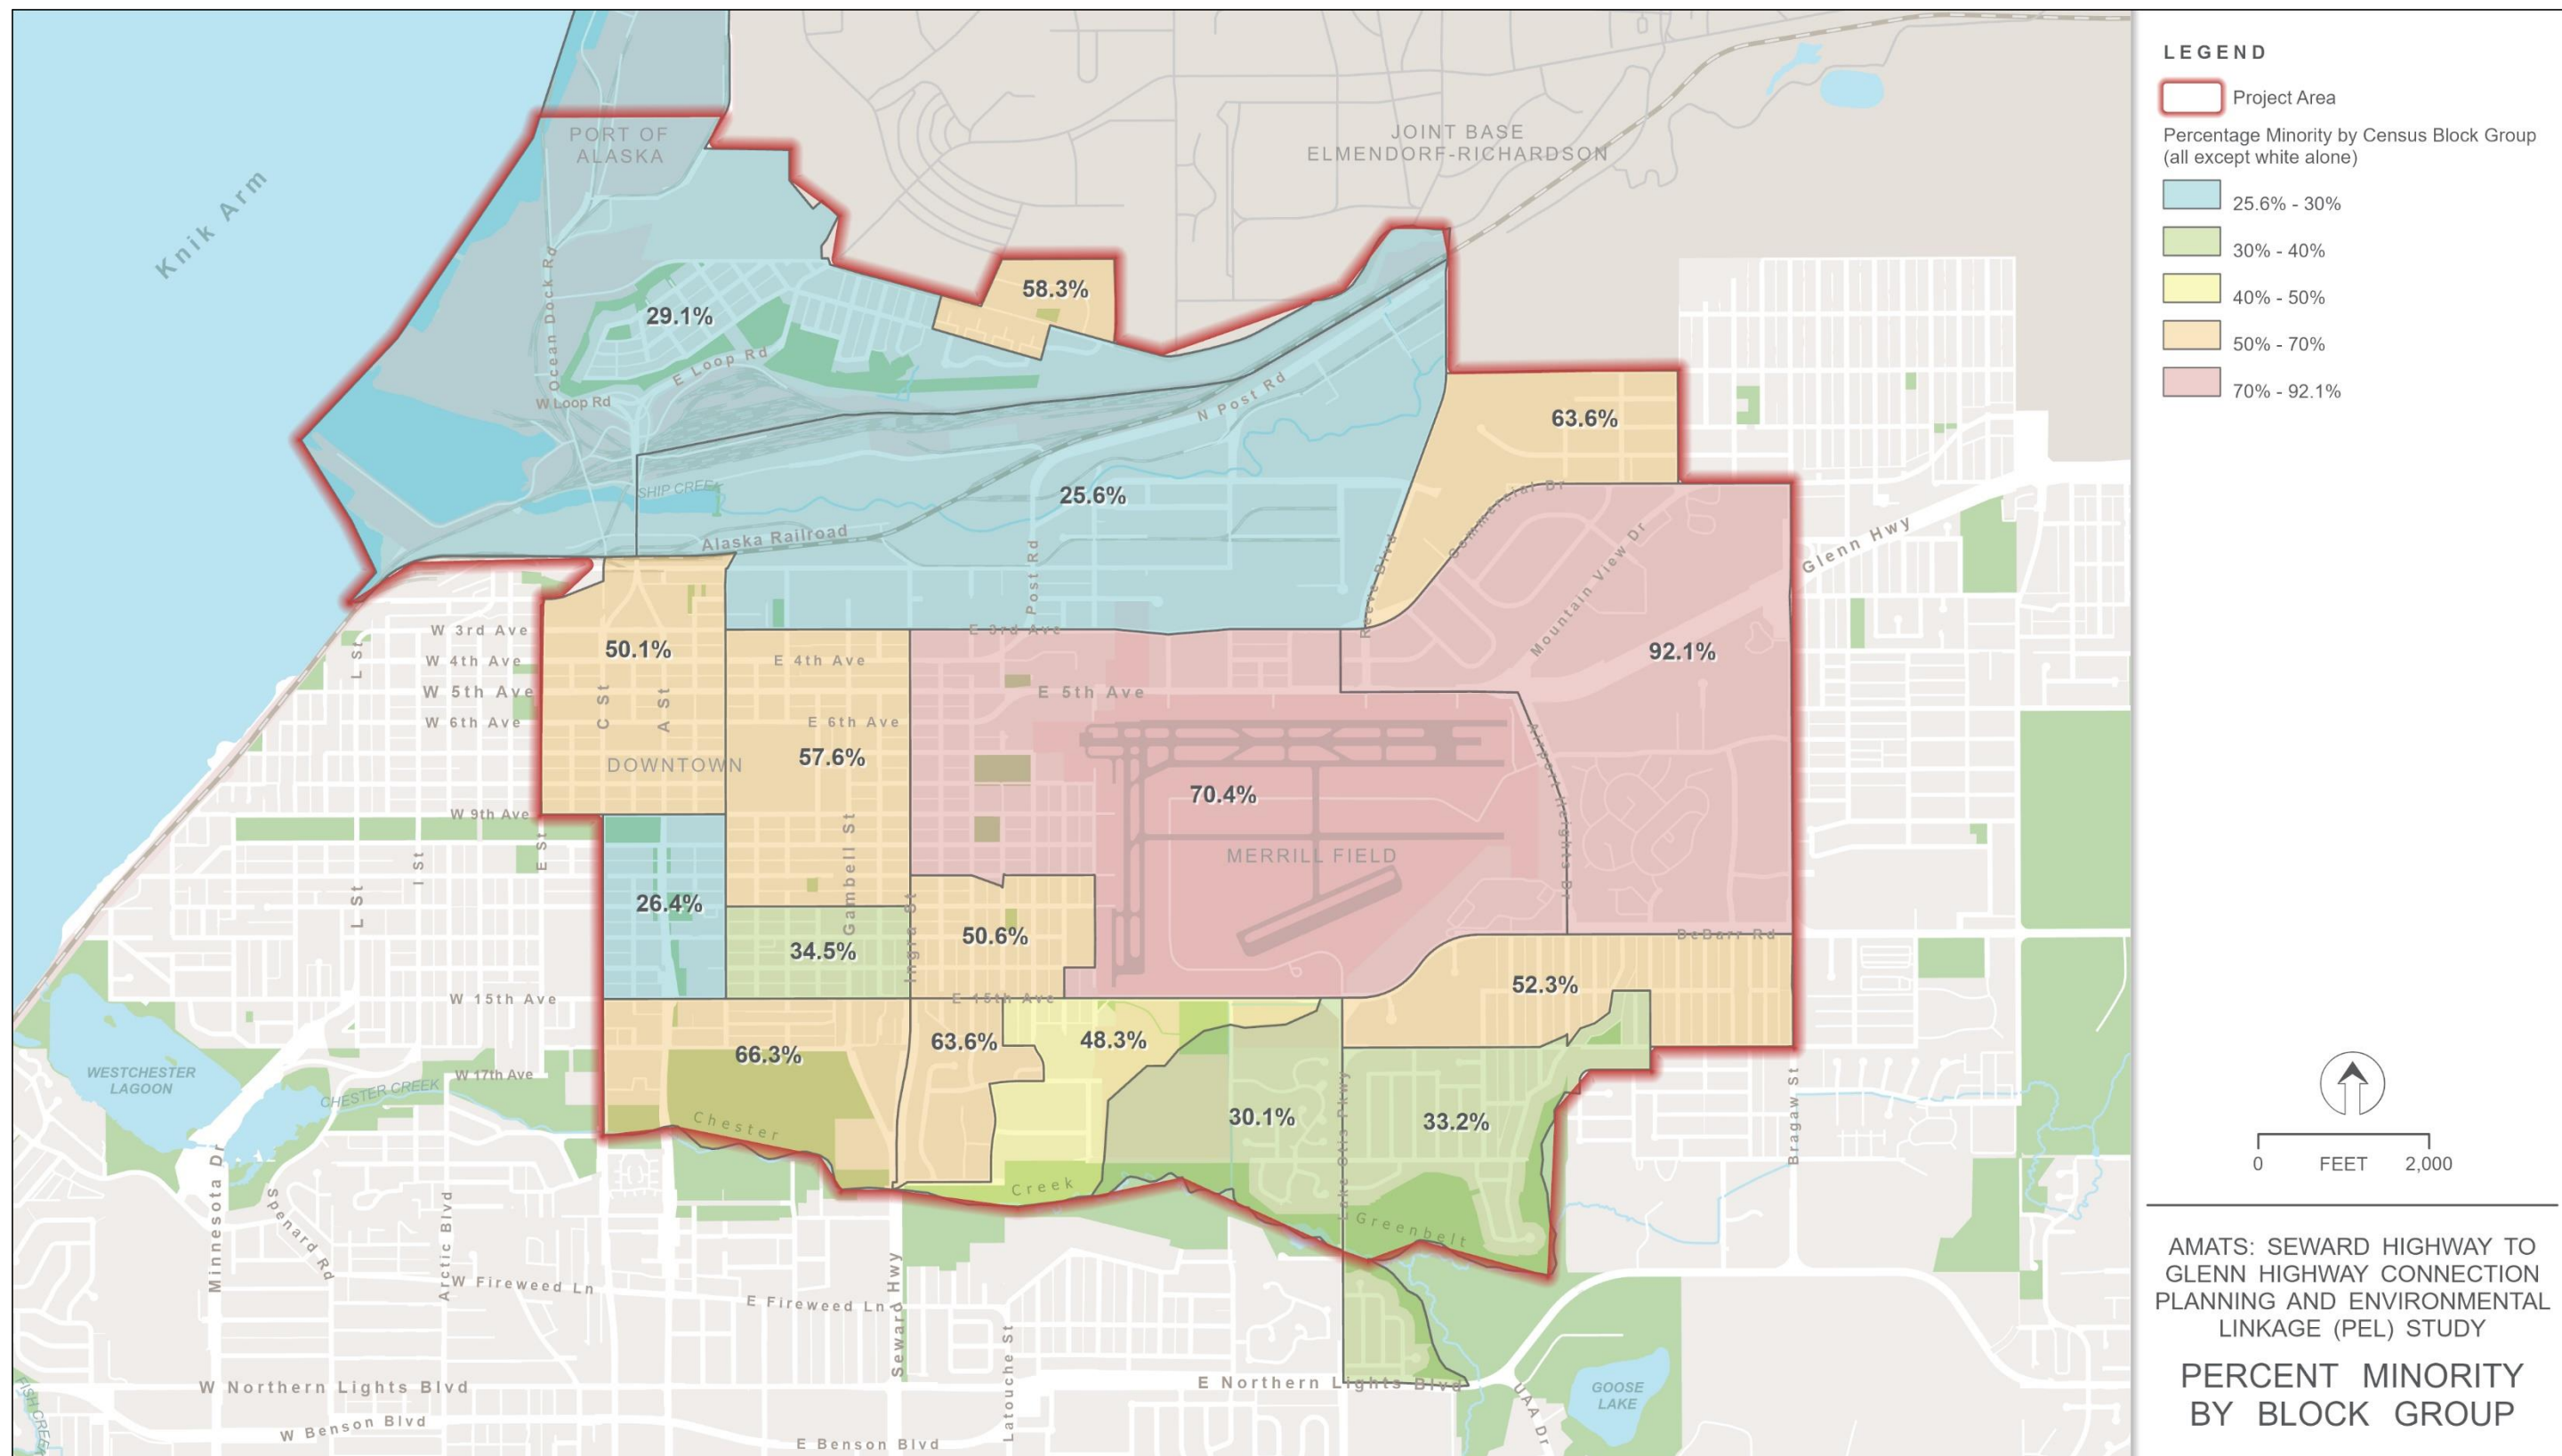 LEGEND
Project Area
Percentage Minority by Census Block Group
(all except white alone)
25.6% - 30%
30% - 40%
40% - 50%
50% - 70%
70% - 92.1%
0 FEET 2,000
AMATS: SEWARD HIGHWAY TO
GLENN HIGHWAY CONNECTION
PLANNING AND ENVIRONMENTAL
LINKAGE (PEL) STUDY
PERCENT MINORITY
BY BLOCK GROUP
PORT OF
ALASKA
JOINT BASE
ELMENDORF-RICHARDSON
Knik Arm
Ocean Dock Rd
58.3%
29.1%
E Loop Rd
W Loop Rd
N Post Rd
63.6%
SHIP CREEK
25.6%
Commercial Dr
Alaska Railroad
Post Rd
Reeve Blvd
Mountain View Dr
Glenn Hwy
W 3rd Ave
E 3rd Ave
50.1%
92.1%
L St
W 4th Ave
E 4th Ave
W 5th Ave
C St
A St
E 5th Ave
W 6th Ave
E 6th Ave
DOWNTOWN
57.6%
70.4%
Airport Heights Dr
W 9th Ave
E St
I St
L St
Gambell St
MERRILL FIELD
26.4%
34.5%
Ingra St
50.6%
DeBarr Rd
52.3%
W 15th Ave
E 15th Ave
66.3%
63.6%
48.3%
WESTCHESTER
LAGOON
CHESTER CREEK
W 17th Ave
Chester
Creek
30.1%
33.2%
Lake Otis Pkwy
Bragaw St
Greenbelt
Minnesota Dr
Spenard Rd
Arctic Blvd
W Fireweed Ln
E Fireweed Ln
Seward Hwy
Latouche St
W Northern Lights Blvd
E Northern Lights Blvd
UAA Dr
GOOSE
LAKE
FISH CREEK
W Benson Blvd
E Benson Blvd